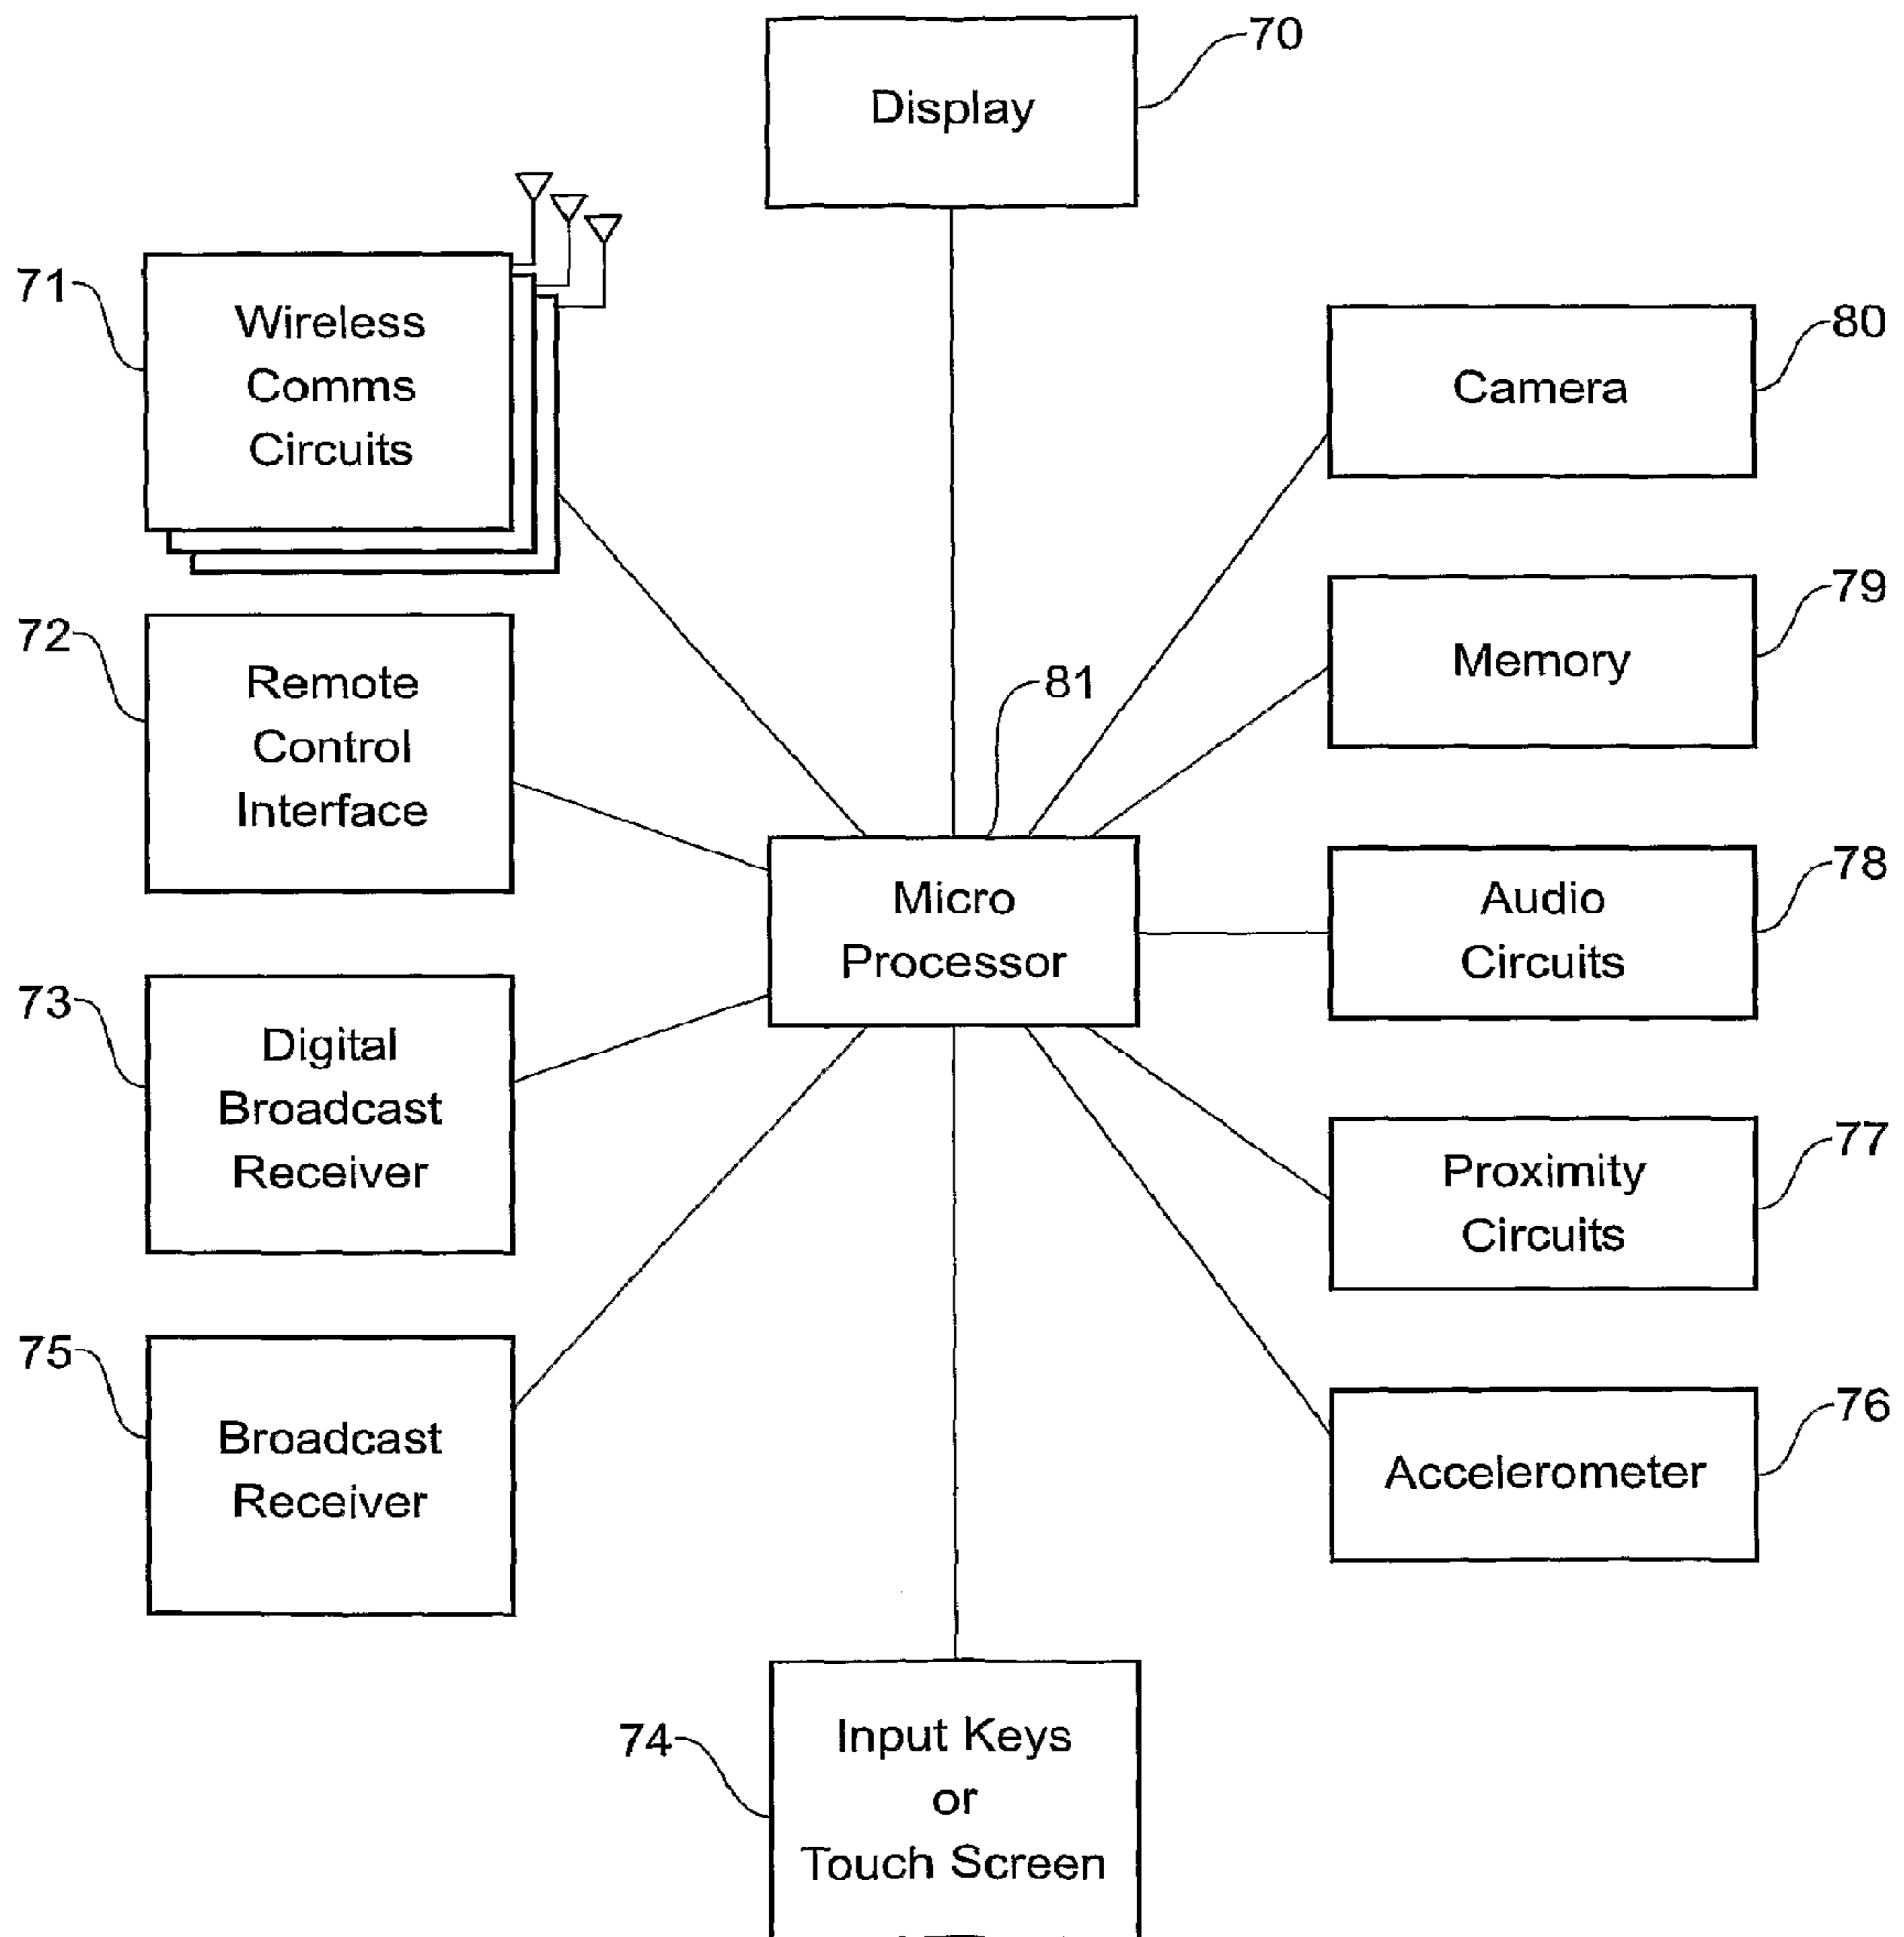 70
Display
71
Wireless
Comms
Circuits
80
Camera
72
Remote
Control
Interface
79
Memory
81
Micro
Processor
78
Audio
Circuits
73
Digital
Broadcast
Receiver
77
Proximity
Circuits
75
Broadcast
Receiver
76
Accelerometer
74
Input Keys
or
Touch Screen